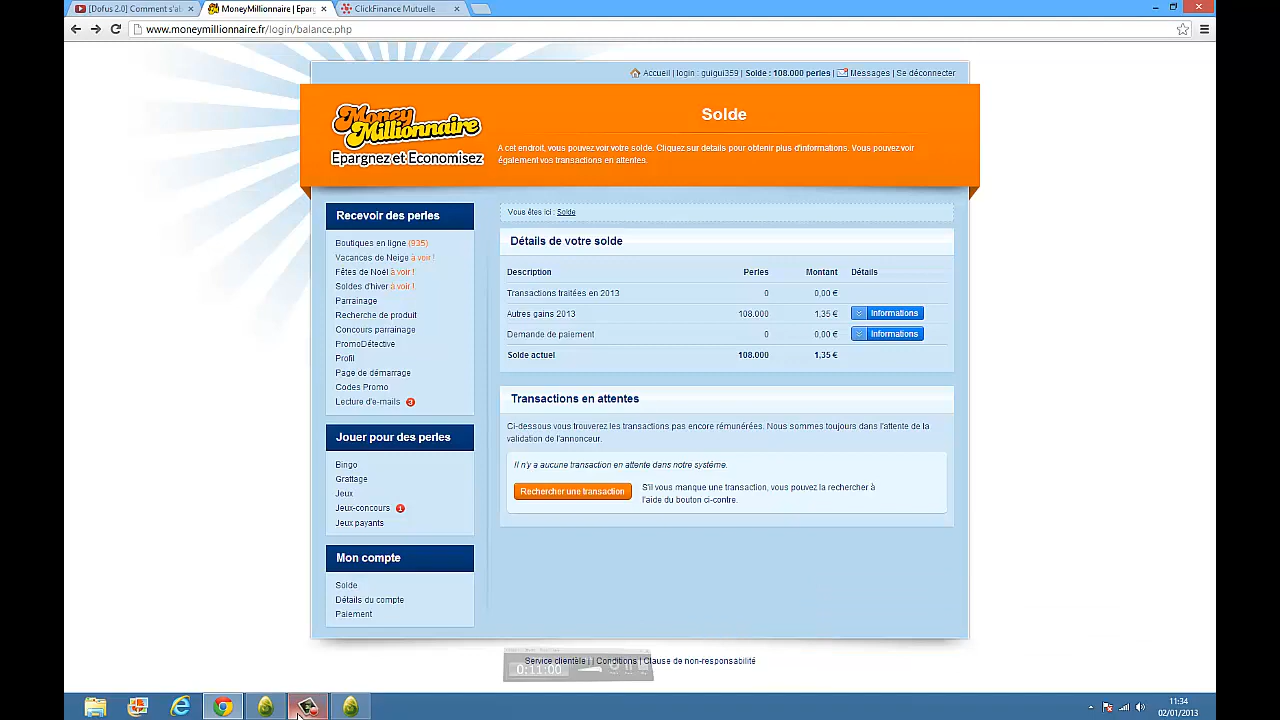 [Dofus 2.0] Comment s'al
MoneyMillionnaire | Eparg
ClickFinance Mutuelle
www.moneymillionnaire.fr/login/balance.php
Accueil | login : guigui359 | Solde : 108.000 perles | Messages | Se déconnecter
Money Millionnaire
Epargnez et Economisez
Solde
A cet endroit, vous pouvez voir votre solde. Cliquez sur details pour obtenir plus d'informations. Vous pouvez voir
également vos transactions en attentes.
Recevoir des perles
Boutiques en ligne (935)
Vacances de Neige à voir !
Fêtes de Noël à voir !
Soldes d'hiver à voir !
Parrainage
Recherche de produit
Concours parrainage
PromoDétective
Profil
Page de démarrage
Codes Promo
Lecture d'e-mails 3
Jouer pour des perles
Bingo
Grattage
Jeux
Jeux-concours 1
Jeux payants
Mon compte
Solde
Détails du compte
Paiement
Vous êtes ici : Solde
Détails de votre solde
Description Perles Montant Détails
Transactions traitées en 2013 0 0,00 €
Autres gains 2013 108.000 1,35 € Informations
Demande de paiement 0 0,00 € Informations
Solde actuel 108.000 1,35 €
Transactions en attentes
Ci-dessous vous trouverez les transactions pas encore rémunérées. Nous sommes toujours dans l'attente de la
validation de l'annonceur.
Il n'y a aucune transaction en attente dans notre système.
Rechercher une transaction
S'il vous manque une transaction, vous pouvez la rechercher à
l'aide du bouton ci-contre.
Service clientèle | | Conditions | Clause de non-responsabilité
0:11:00
11:34
02/01/2013